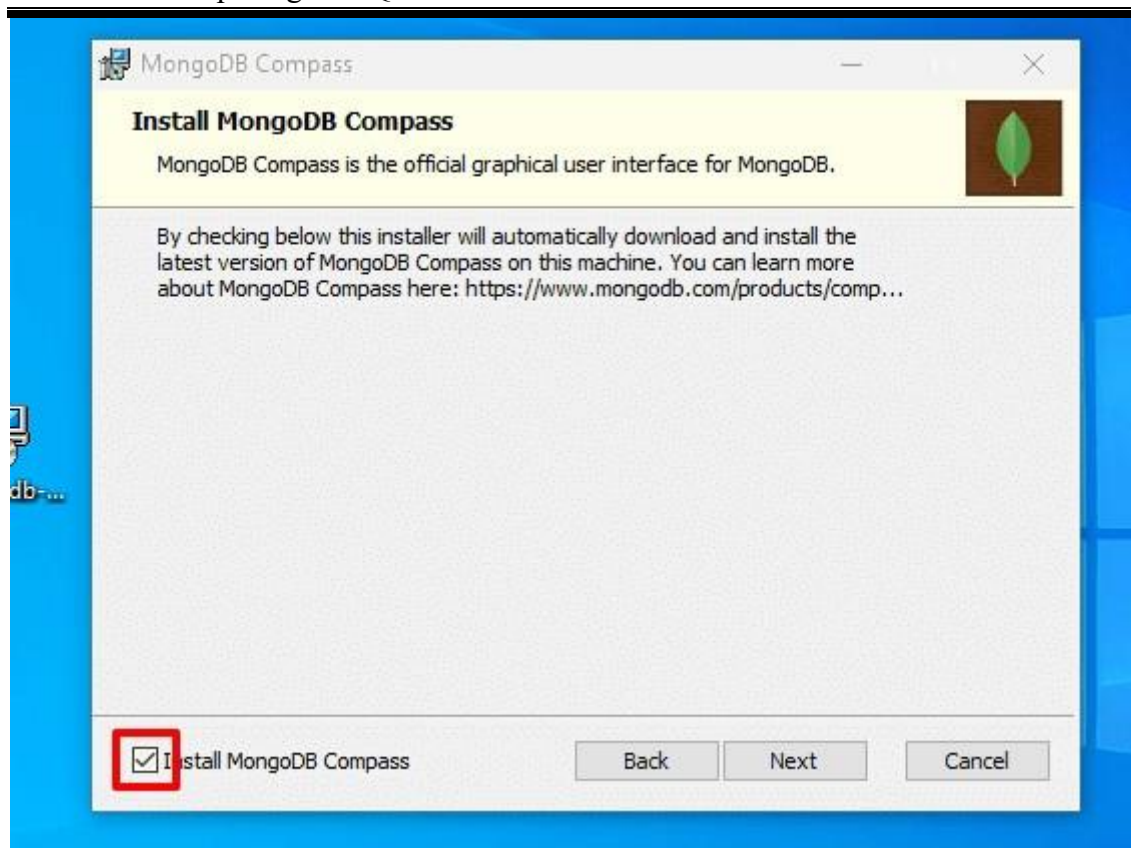 MongoDB Compass
Install MongoDB Compass
MongoDB Compass is the official graphical user interface for MongoDB.
By checking below this installer will automatically download and install the
latest version of MongoDB Compass on this machine. You can learn more
about MongoDB Compass here: https://www.mongodb.com/products/comp...
db-...
Install MongoDB Compass
Back
Next
Cancel